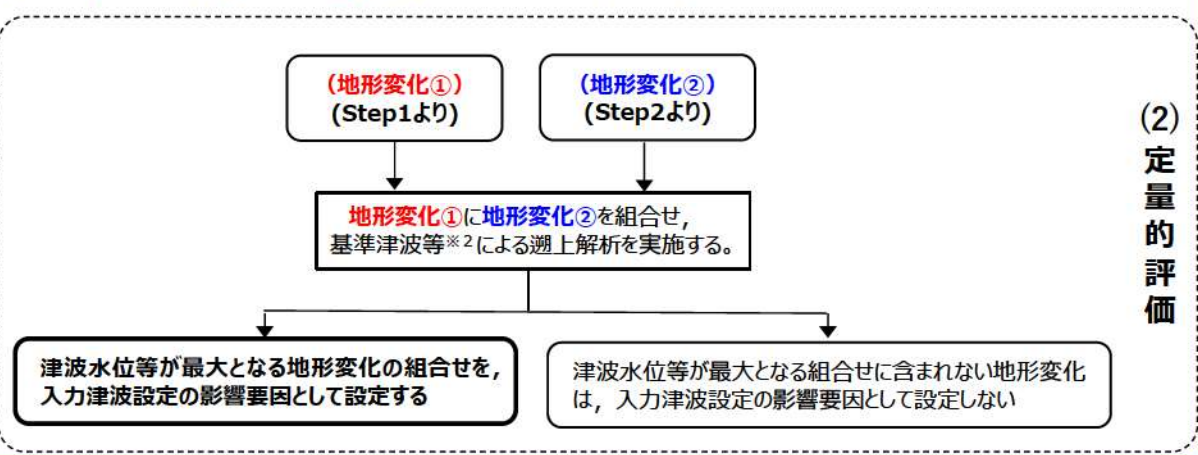 （地形変化①）
(Step1より)
（地形変化②）
(Step2より)
地形変化①に地形変化②を組合せ，
基準津波等※２による遡上解析を実施する。
津波水位等が最大となる地形変化の組合せを，
入力津波設定の影響要因として設定する
津波水位等が最大となる組合せに含まれない地形変化
は，入力津波設定の影響要因として設定しない
(2)定量的評価